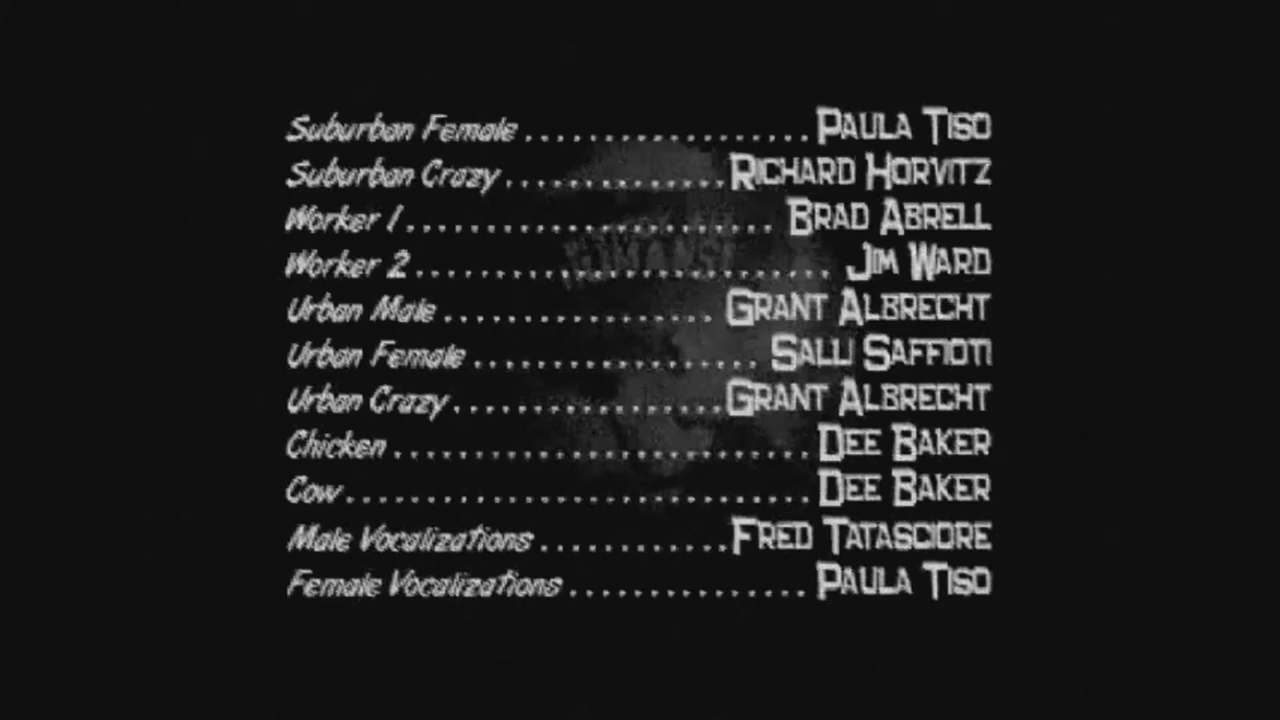 Suburban Female.................. PAULA TISO
Suburban Crazy.............. RICHARD HORVITZ
Worker 1............................. BRAD ABRELL
Worker 2................................ JIM WARD
Urban Male................. GRANT ALBRECHT
Urban Female.................. SALLI SAFFIOTI
Urban Crazy................. GRANT ALBRECHT
Chicken................................ DEE BAKER
Cow.................................... DEE BAKER
Male Vocalizations............ FRED TATASCIORE
Female Vocalizations............... PAULA TISO